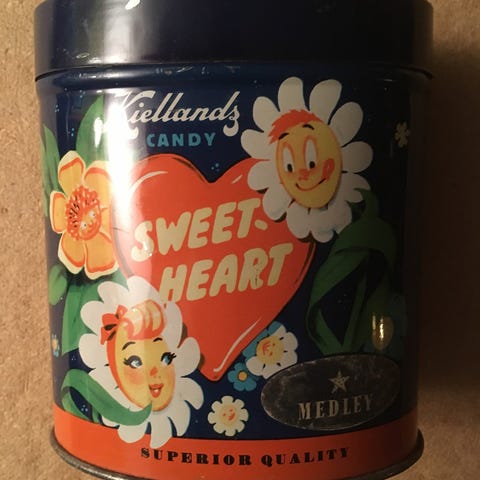 Kiellands
CANDY
SWEET-
HEART
MEDLEY
SUPERIOR QUALITY